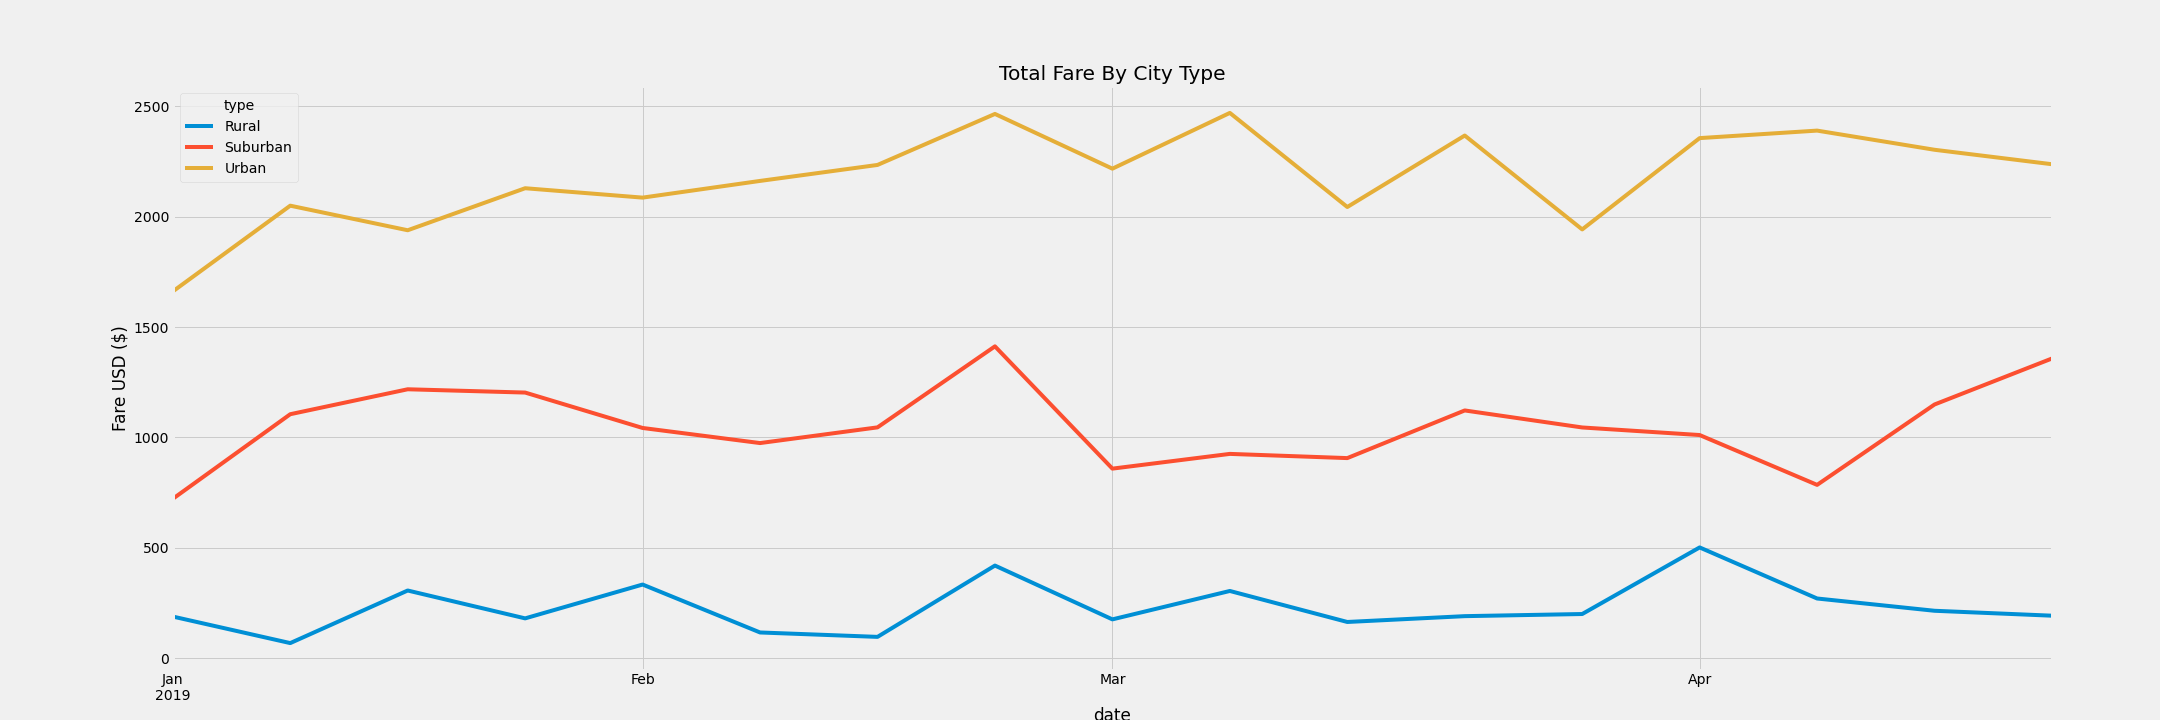 Total Fare By City Type
type
Rural
Suburban
Urban
Fare USD ($)
2500
2000
1500
1000
500
0
Jan
2019
Feb
Mar
Apr
date